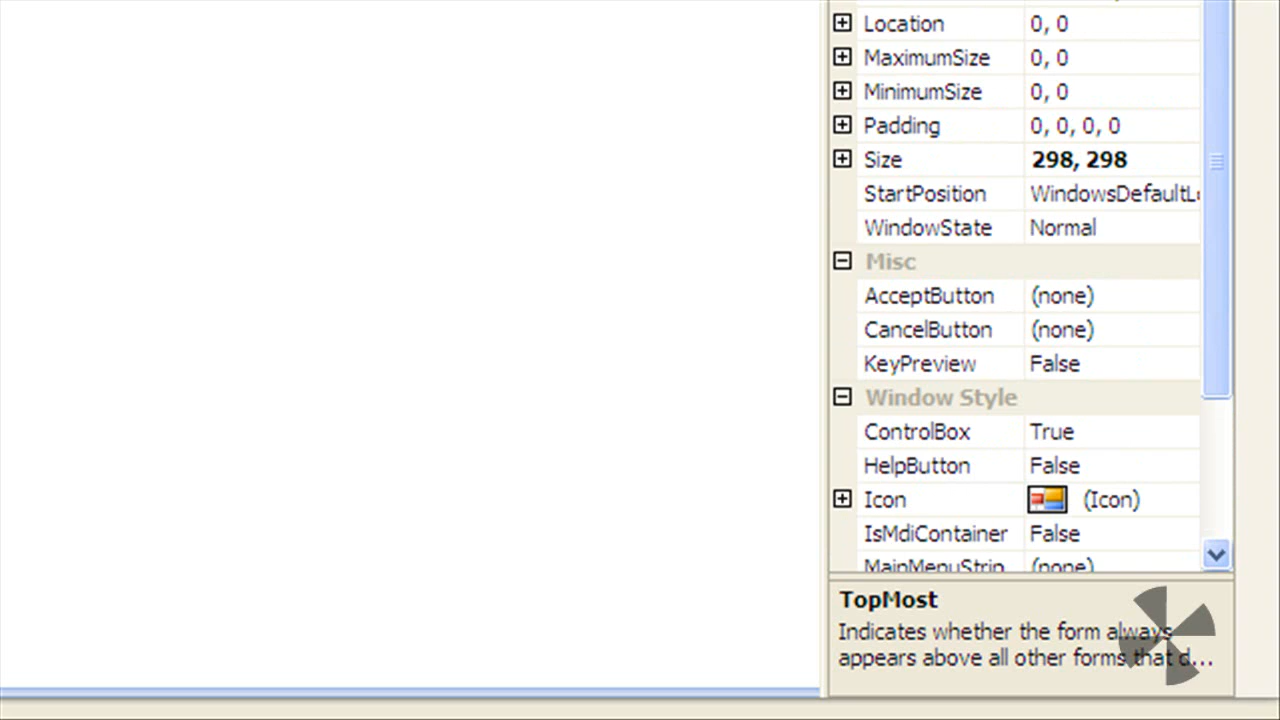 Location 0, 0
MaximumSize 0, 0
MinimumSize 0, 0
Padding 0, 0, 0, 0
Size 298, 298
StartPosition WindowsDefaultL
WindowState Normal
Misc
AcceptButton (none)
CancelButton (none)
KeyPreview False
Window Style
ControlBox True
HelpButton False
Icon (Icon)
IsMdiContainer False
MainMenuStrip (none)
TopMost
Indicates whether the form always
appears above all other forms that d...